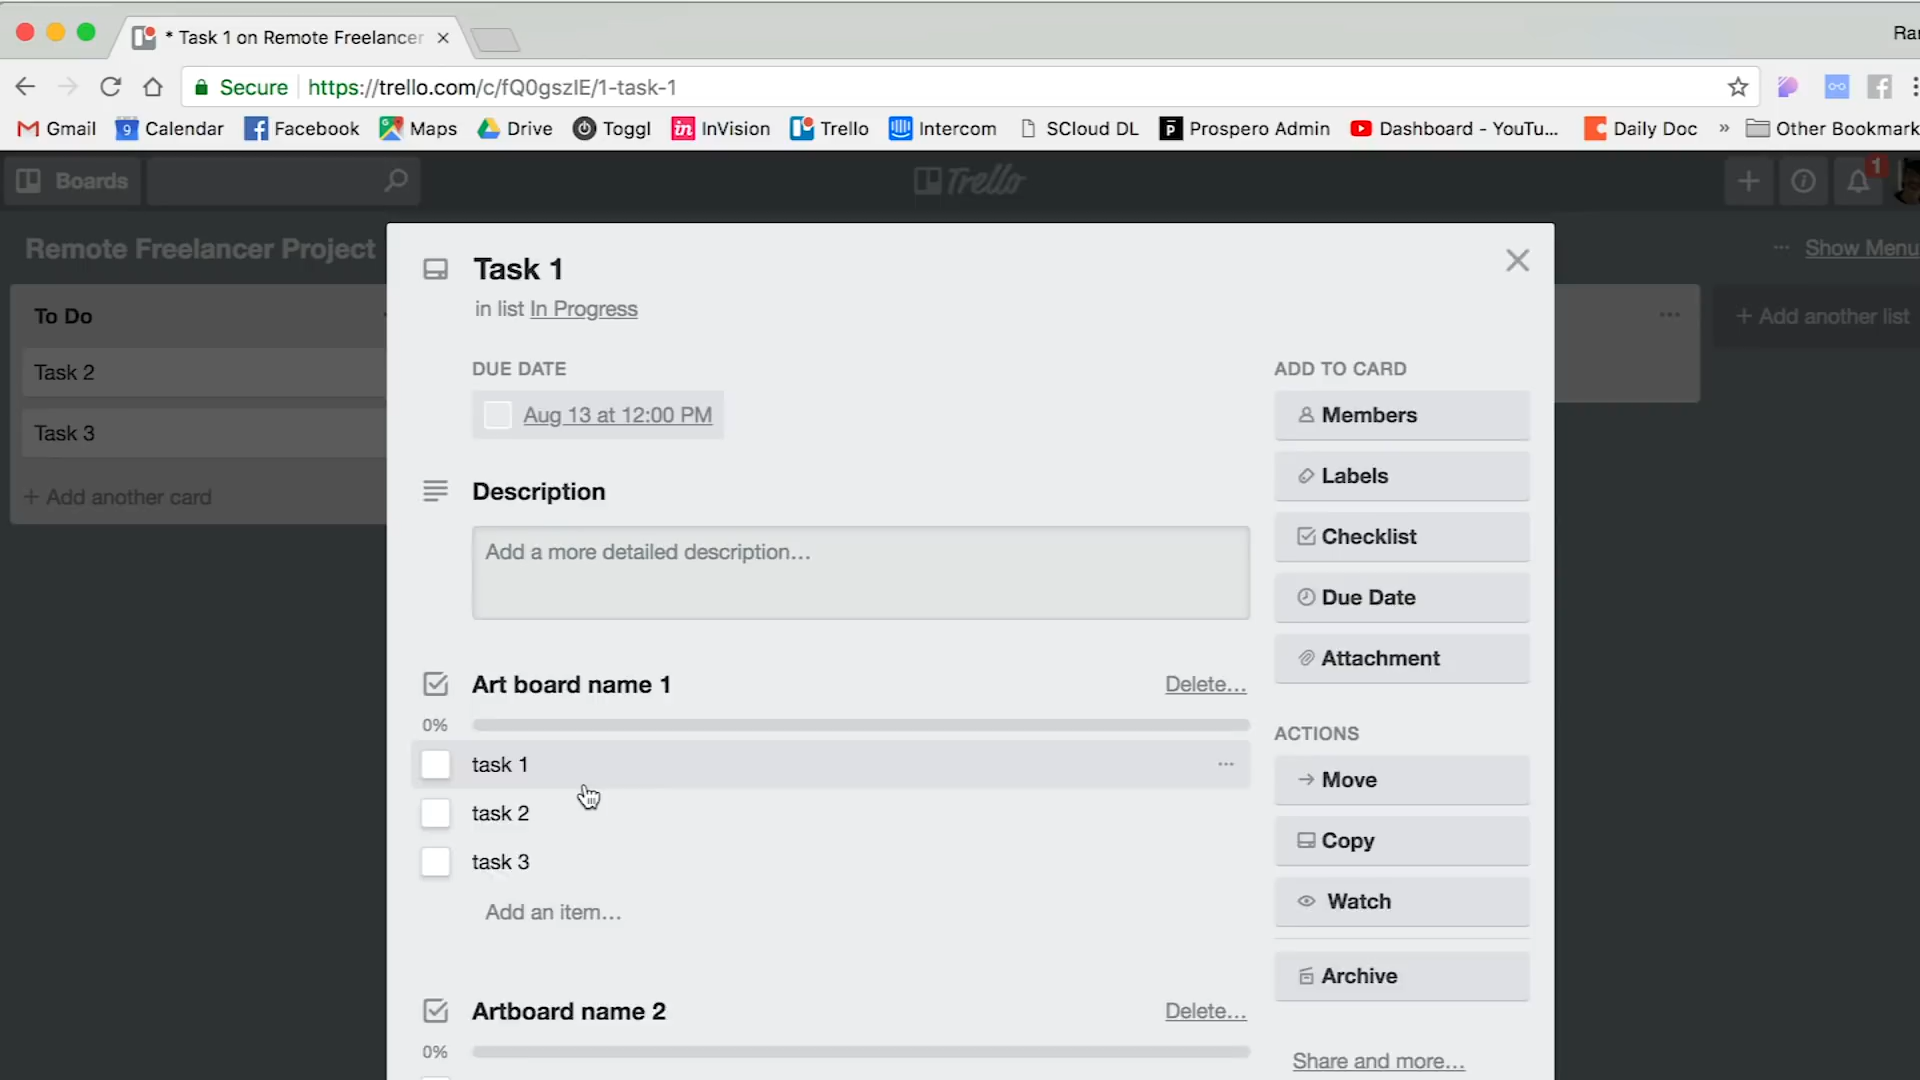 * Task 1 on Remote Freelancer
Secure https://trello.com/c/fQ0gszIE/1-task-1
Gmail 9 Calendar Facebook Maps Drive Toggl in InVision Trello Intercom SCloud DL P Prospero Admin Dashboard - YouTu... Daily Doc » Other Bookmark
Boards Trello 1
Remote Freelancer Project
Show Menu
To Do
Task 2
Task 3
+ Add another card
+ Add another list
Task 1
in list In Progress
DUE DATE
Aug 13 at 12:00 PM
Description
Add a more detailed description...
Art board name 1 Delete...
0%
task 1
task 2
task 3
Add an item...
Artboard name 2 Delete...
0%
ADD TO CARD
Members
Labels
Checklist
Due Date
Attachment
ACTIONS
Move
Copy
Watch
Archive
Share and more...